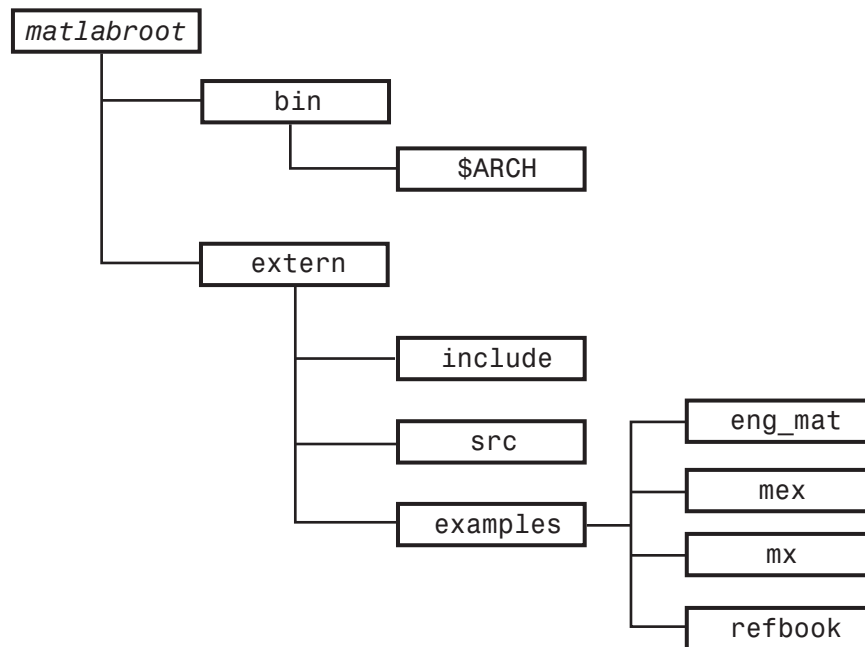 matlabroot
bin
$ARCH
extern
include
src
examples
eng_mat
mex
mx
refbook